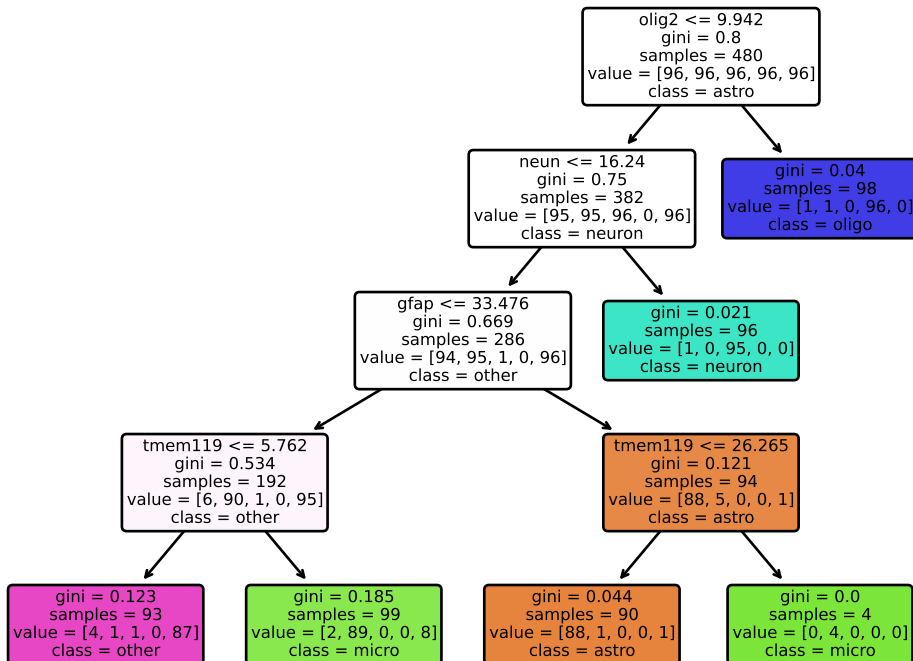 olig2 <= 9.942
gini = 0.8
samples = 480
value = [96, 96, 96, 96, 96]
class = astro
neun <= 16.24
gini = 0.75
samples = 382
value = [95, 95, 96, 0, 96]
class = neuron
gini = 0.04
samples = 98
value = [1, 1, 0, 96, 0]
class = oligo
gfap <= 33.476
gini = 0.669
samples = 286
value = [94, 95, 1, 0, 96]
class = other
gini = 0.021
samples = 96
value = [1, 0, 95, 0, 0]
class = neuron
tmem119 <= 5.762
gini = 0.534
samples = 192
value = [6, 90, 1, 0, 95]
class = other
tmem119 <= 26.265
gini = 0.121
samples = 94
value = [88, 5, 0, 0, 1]
class = astro
gini = 0.123
samples = 93
value = [4, 1, 1, 0, 87]
class = other
gini = 0.185
samples = 99
value = [2, 89, 0, 0, 8]
class = micro
gini = 0.044
samples = 90
value = [88, 1, 0, 0, 1]
class = astro
gini = 0.0
samples = 4
value = [0, 4, 0, 0, 0]
class = micro